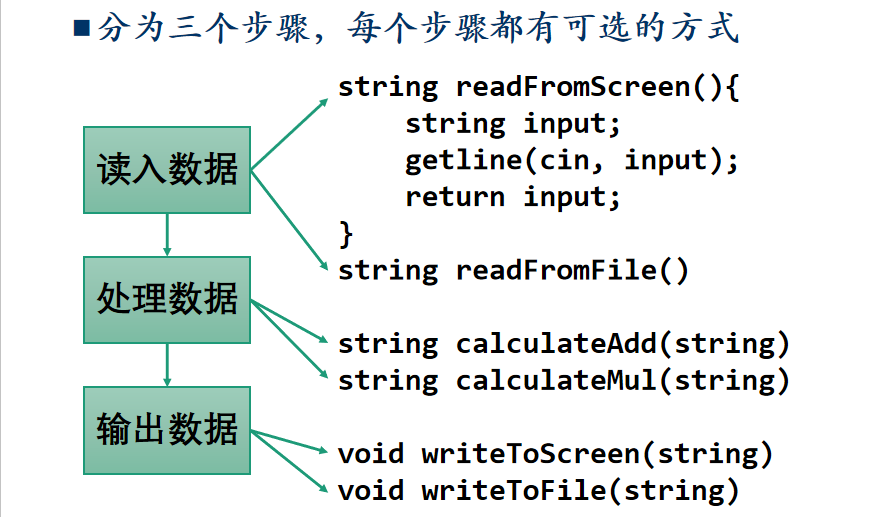 ■分为三个步骤，每个步骤都有可选的方式
读入数据
string readFromScreen(){
    string input;
    getline(cin, input);
    return input;
}
string readFromFile()
处理数据
string calculateAdd(string)
string calculateMul(string)
输出数据
void writeToScreen(string)
void writeToFile(string)